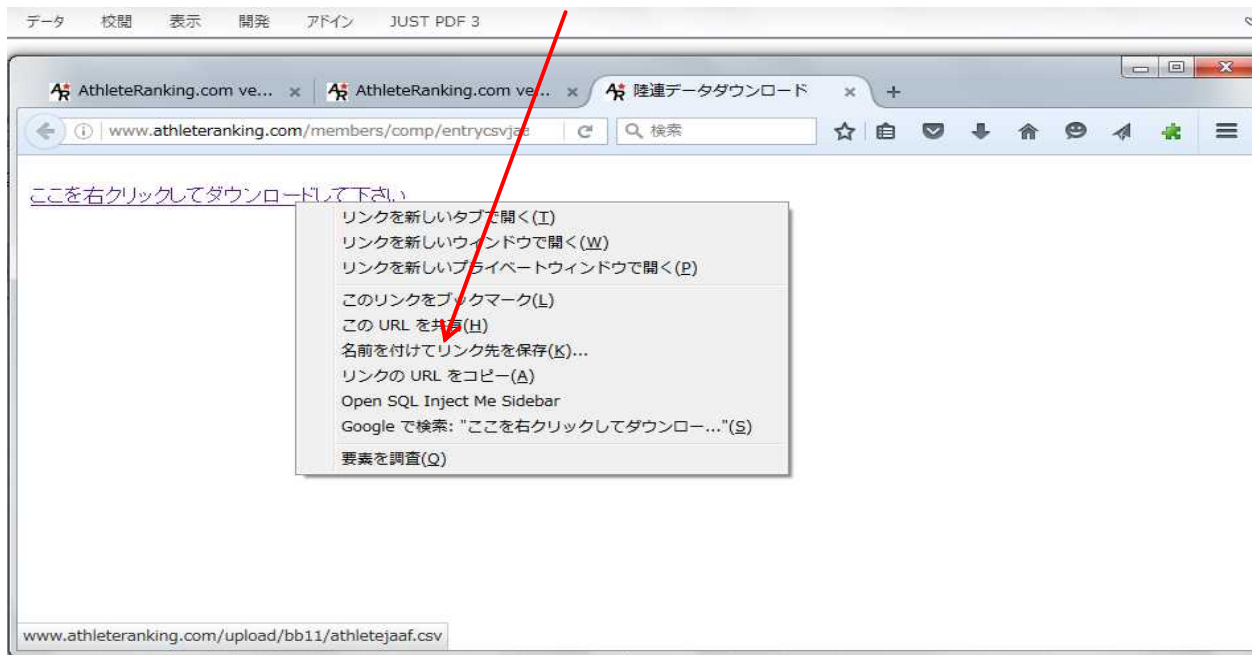 データ 校閲 表示 開発 アドイン JUST PDF 3
AthleteRanking.com ve... AthleteRanking.com ve... 陸連データダウンロード
www.athleteranking.com/members/comp/entrycsvjaa 検索
ここを右クリックしてダウンロードして下さい
リンクを新しいタブで開く(T)
リンクを新しいウィンドウで開く(W)
リンクを新しいプライベートウィンドウで開く(P)
このリンクをブックマーク(L)
この URL を共有(H)
名前を付けてリンク先を保存(K)...
リンクの URL をコピー(A)
Open SQL Inject Me Sidebar
Google で検索: "ここを右クリックしてダウンロー..."(S)
要素を調査(Q)
www.athleteranking.com/upload/bb11/athletejaaf.csv